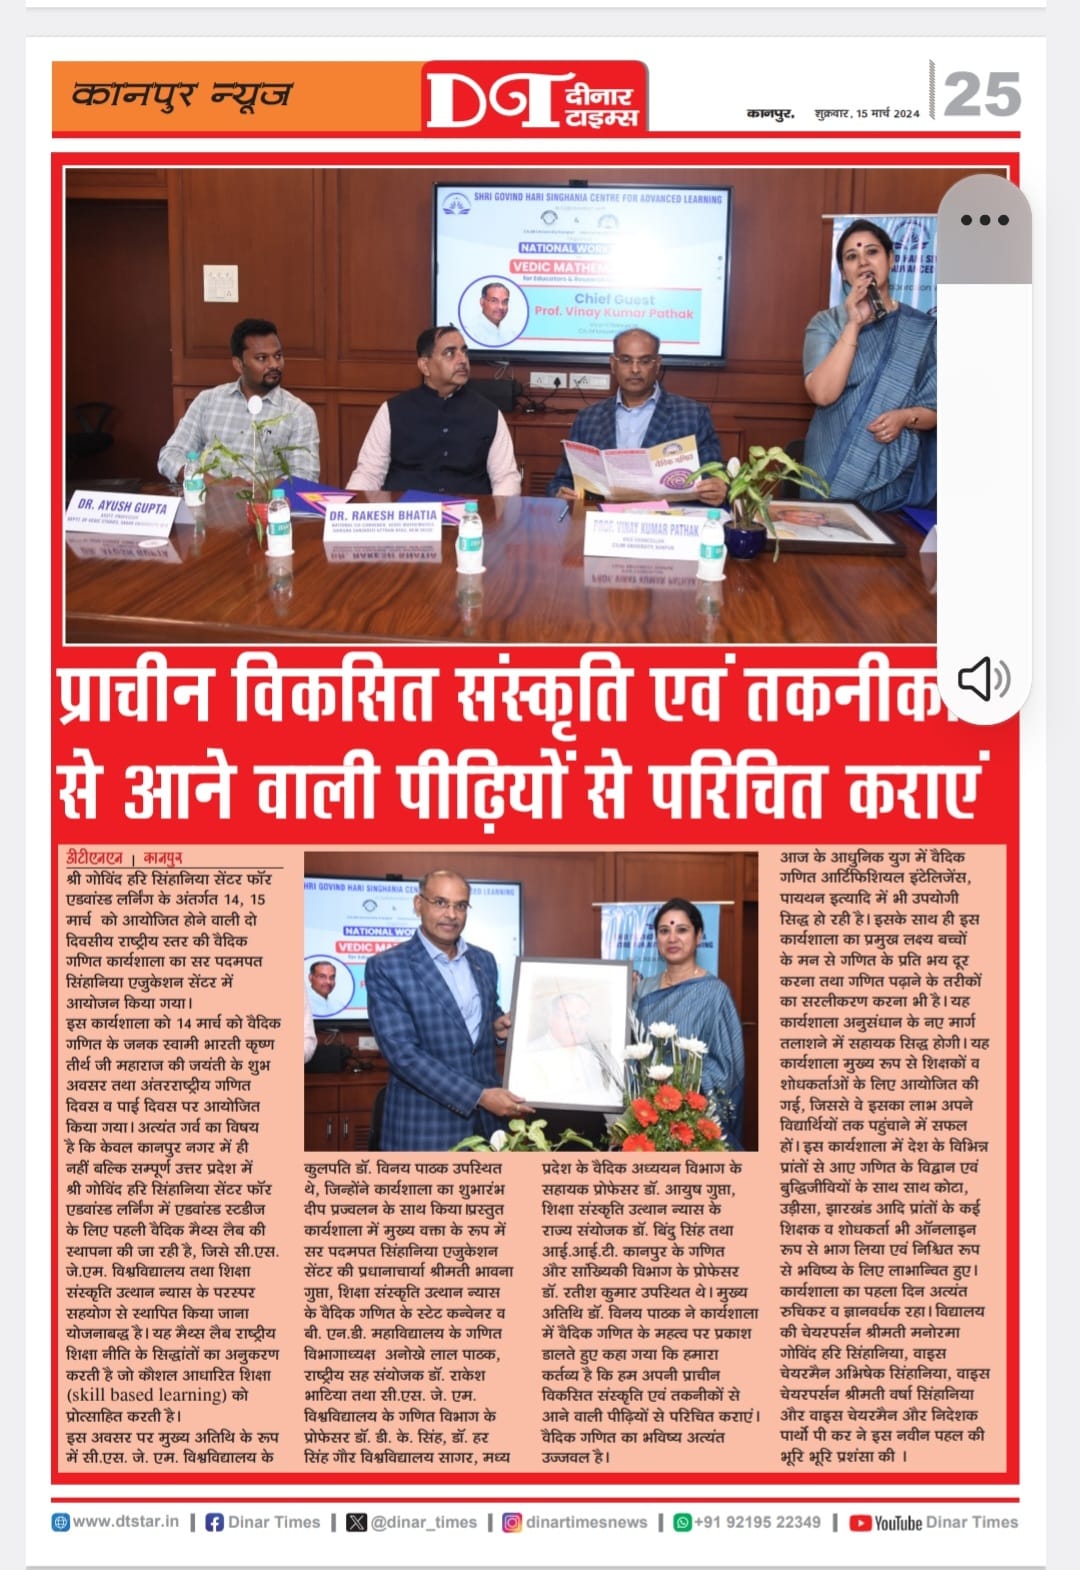 कानपुर न्यूज
DGT दीनार
टाइम्स
कानपुर, शुक्रवार, 15 मार्च 2024
25
SHRI GOVIND HARI SINGHANIA CENTRE FOR ADVANCED LEARNING
&
NATIONAL
VEDIC
for Educators &
Chief Guest
Prof. Vinay Kumar Pathak
DR. AYUSH GUPTA
DR. RAKESH BHATIA
PROF. VINAY KUMAR PATHAK
VICE CHANCELLOR
CSJM UNIVERSITY KANPUR
वैदिक गणित
प्राचीन विकसित संस्कृति एवं
से आने वाली पीढ़ियों से परिचित कराएं
डीटीएनएन | कानपुर
श्री गोविंद हरि सिंहानिया सेंटर फॉर
एडवांस्ड लर्निंग के अंतर्गत 14, 15
मार्च को आयोजित होने वाली दो
दिवसीय राष्ट्रीय स्तर की वैदिक
गणित कार्यशाला का सर पदमपत
सिंहानिया एजुकेशन सेंटर में
आयोजन किया गया।
इस कार्यशाला को 14 मार्च को वैदिक
गणित के जनक स्वामी भारती कृष्ण
तीर्थ जी महाराज की जयंती के शुभ
अवसर तथा अंतरराष्ट्रीय गणित
दिवस व पाई दिवस पर आयोजित
किया गया। अत्यंत गर्व का विषय
है कि केवल कानपुर नगर में ही
नहीं बल्कि सम्पूर्ण उत्तर प्रदेश में
श्री गोविंद हरि सिंहानिया सेंटर फॉर
एडवांस्ड लर्निंग में एडवांस्ड स्टडीज
के लिए पहली वैदिक मैथ्स लैब की
स्थापना की जा रही है, जिसे सी.एस.
जे.एम. विश्वविद्यालय तथा शिक्षा
संस्कृति उत्थान न्यास के परस्पर
सहयोग से स्थापित किया जाना
योजनाबद्ध है। यह मैथ्स लैब राष्ट्रीय
शिक्षा नीति के सिद्धांतों का अनुकरण
करती है जो कौशल आधारित शिक्षा
(skill based learning) को
प्रोत्साहित करती है।
इस अवसर पर मुख्य अतिथि के रूप
में सी.एस. जे. एम. विश्वविद्यालय के
SINGHANIA
LEARNING
&
NATIONAL
VEDIC
कुलपति डॉ. विनय पाठक उपस्थित
थे, जिन्होंने कार्यशाला का शुभारंभ
दीप प्रज्वलन के साथ किया।प्रस्तुत
कार्यशाला में मुख्य वक्ता के रूप में
सर पदमपत सिंहानिया एजुकेशन
सेंटर की प्रधानाचार्या श्रीमती भावना
गुप्ता, शिक्षा संस्कृति उत्थान न्यास
के वैदिक गणित के स्टेट कन्वेनर व
बी. एन.डी. महाविद्यालय के गणित
विभागाध्यक्ष अनोखे लाल पाठक,
राष्ट्रीय सह संयोजक डॉ. राकेश
भाटिया तथा सी.एस. जे. एम.
विश्वविद्यालय के गणित विभाग के
प्रोफेसर डॉ. डी. के. सिंह, डॉ. हर
सिंह गौर विश्वविद्यालय सागर, मध्य
प्रदेश के वैदिक अध्ययन विभाग के
सहायक प्रोफेसर डॉ. आयुष गुप्ता,
शिक्षा संस्कृति उत्थान न्यास के
राज्य संयोजक डॉ. बिंदु सिंह तथा
आई.आई.टी. कानपुर के गणित
और सांख्यिकी विभाग के प्रोफेसर
डॉ. रतीश कुमार उपस्थित थे। मुख्य
अतिथि डॉ. विनय पाठक ने कार्यशाला
में वैदिक गणित के महत्व पर प्रकाश
डालते हुए कहा गया कि हमारा
कर्तव्य है कि हम अपनी प्राचीन
विकसित संस्कृति एवं तकनीकों से
आने वाली पीढ़ियों से परिचित कराएं।
वैदिक गणित का भविष्य अत्यंत
उज्जवल है।
आज के आधुनिक युग में वैदिक
गणित आर्टिफिशियल इंटेलिजेंस,
पायथन इत्यादि में भी उपयोगी
सिद्ध हो रही है। इसके साथ ही इस
कार्यशाला का प्रमुख लक्ष्य बच्चों
के मन से गणित के प्रति भय दूर
करना तथा गणित पढ़ाने के तरीकों
का सरलीकरण करना भी है। यह
कार्यशाला अनुसंधान के नए मार्ग
तलाशने में सहायक सिद्ध होगी। यह
कार्यशाला मुख्य रूप से शिक्षकों व
शोधकर्ताओं के लिए आयोजित की
गई, जिससे वे इसका लाभ अपने
विद्यार्थियों तक पहुंचाने में सफल
हों। इस कार्यशाला में देश के विभिन्न
प्रांतों से आए गणित के विद्वान एवं
बुद्धिजीवियों के साथ साथ कोटा,
उड़ीसा, झारखंड आदि प्रांतों के कई
शिक्षक व शोधकर्ता भी ऑनलाइन
रूप से भाग लिया एवं निश्चित रूप
से भविष्य के लिए लाभान्वित हुए।
कार्यशाला का पहला दिन अत्यंत
रुचिकर व ज्ञानवर्धक रहा। विद्यालय
की चेयरपर्सन श्रीमती मनोरमा
गोविंद हरि सिंहानिया, वाइस
चेयरमैन अभिषेक सिंहानिया, वाइस
चेयरपर्सन श्रीमती वर्षा सिंहानिया
और वाइस चेयरमैन और निदेशक
पार्थो पी कर ने इस नवीन पहल की
भूरि भूरि प्रशंसा की ।
www.dtstar.in | Dinar Times | @dinar_times | dinartimesnews | +91 92195 22349 | YouTube Dinar Times